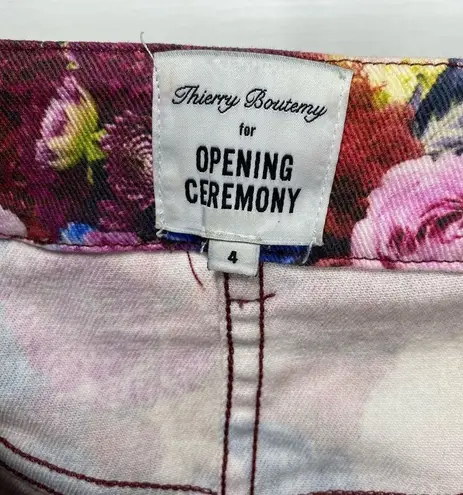 Thierry Boutemy
for
OPENING
CEREMONY
4